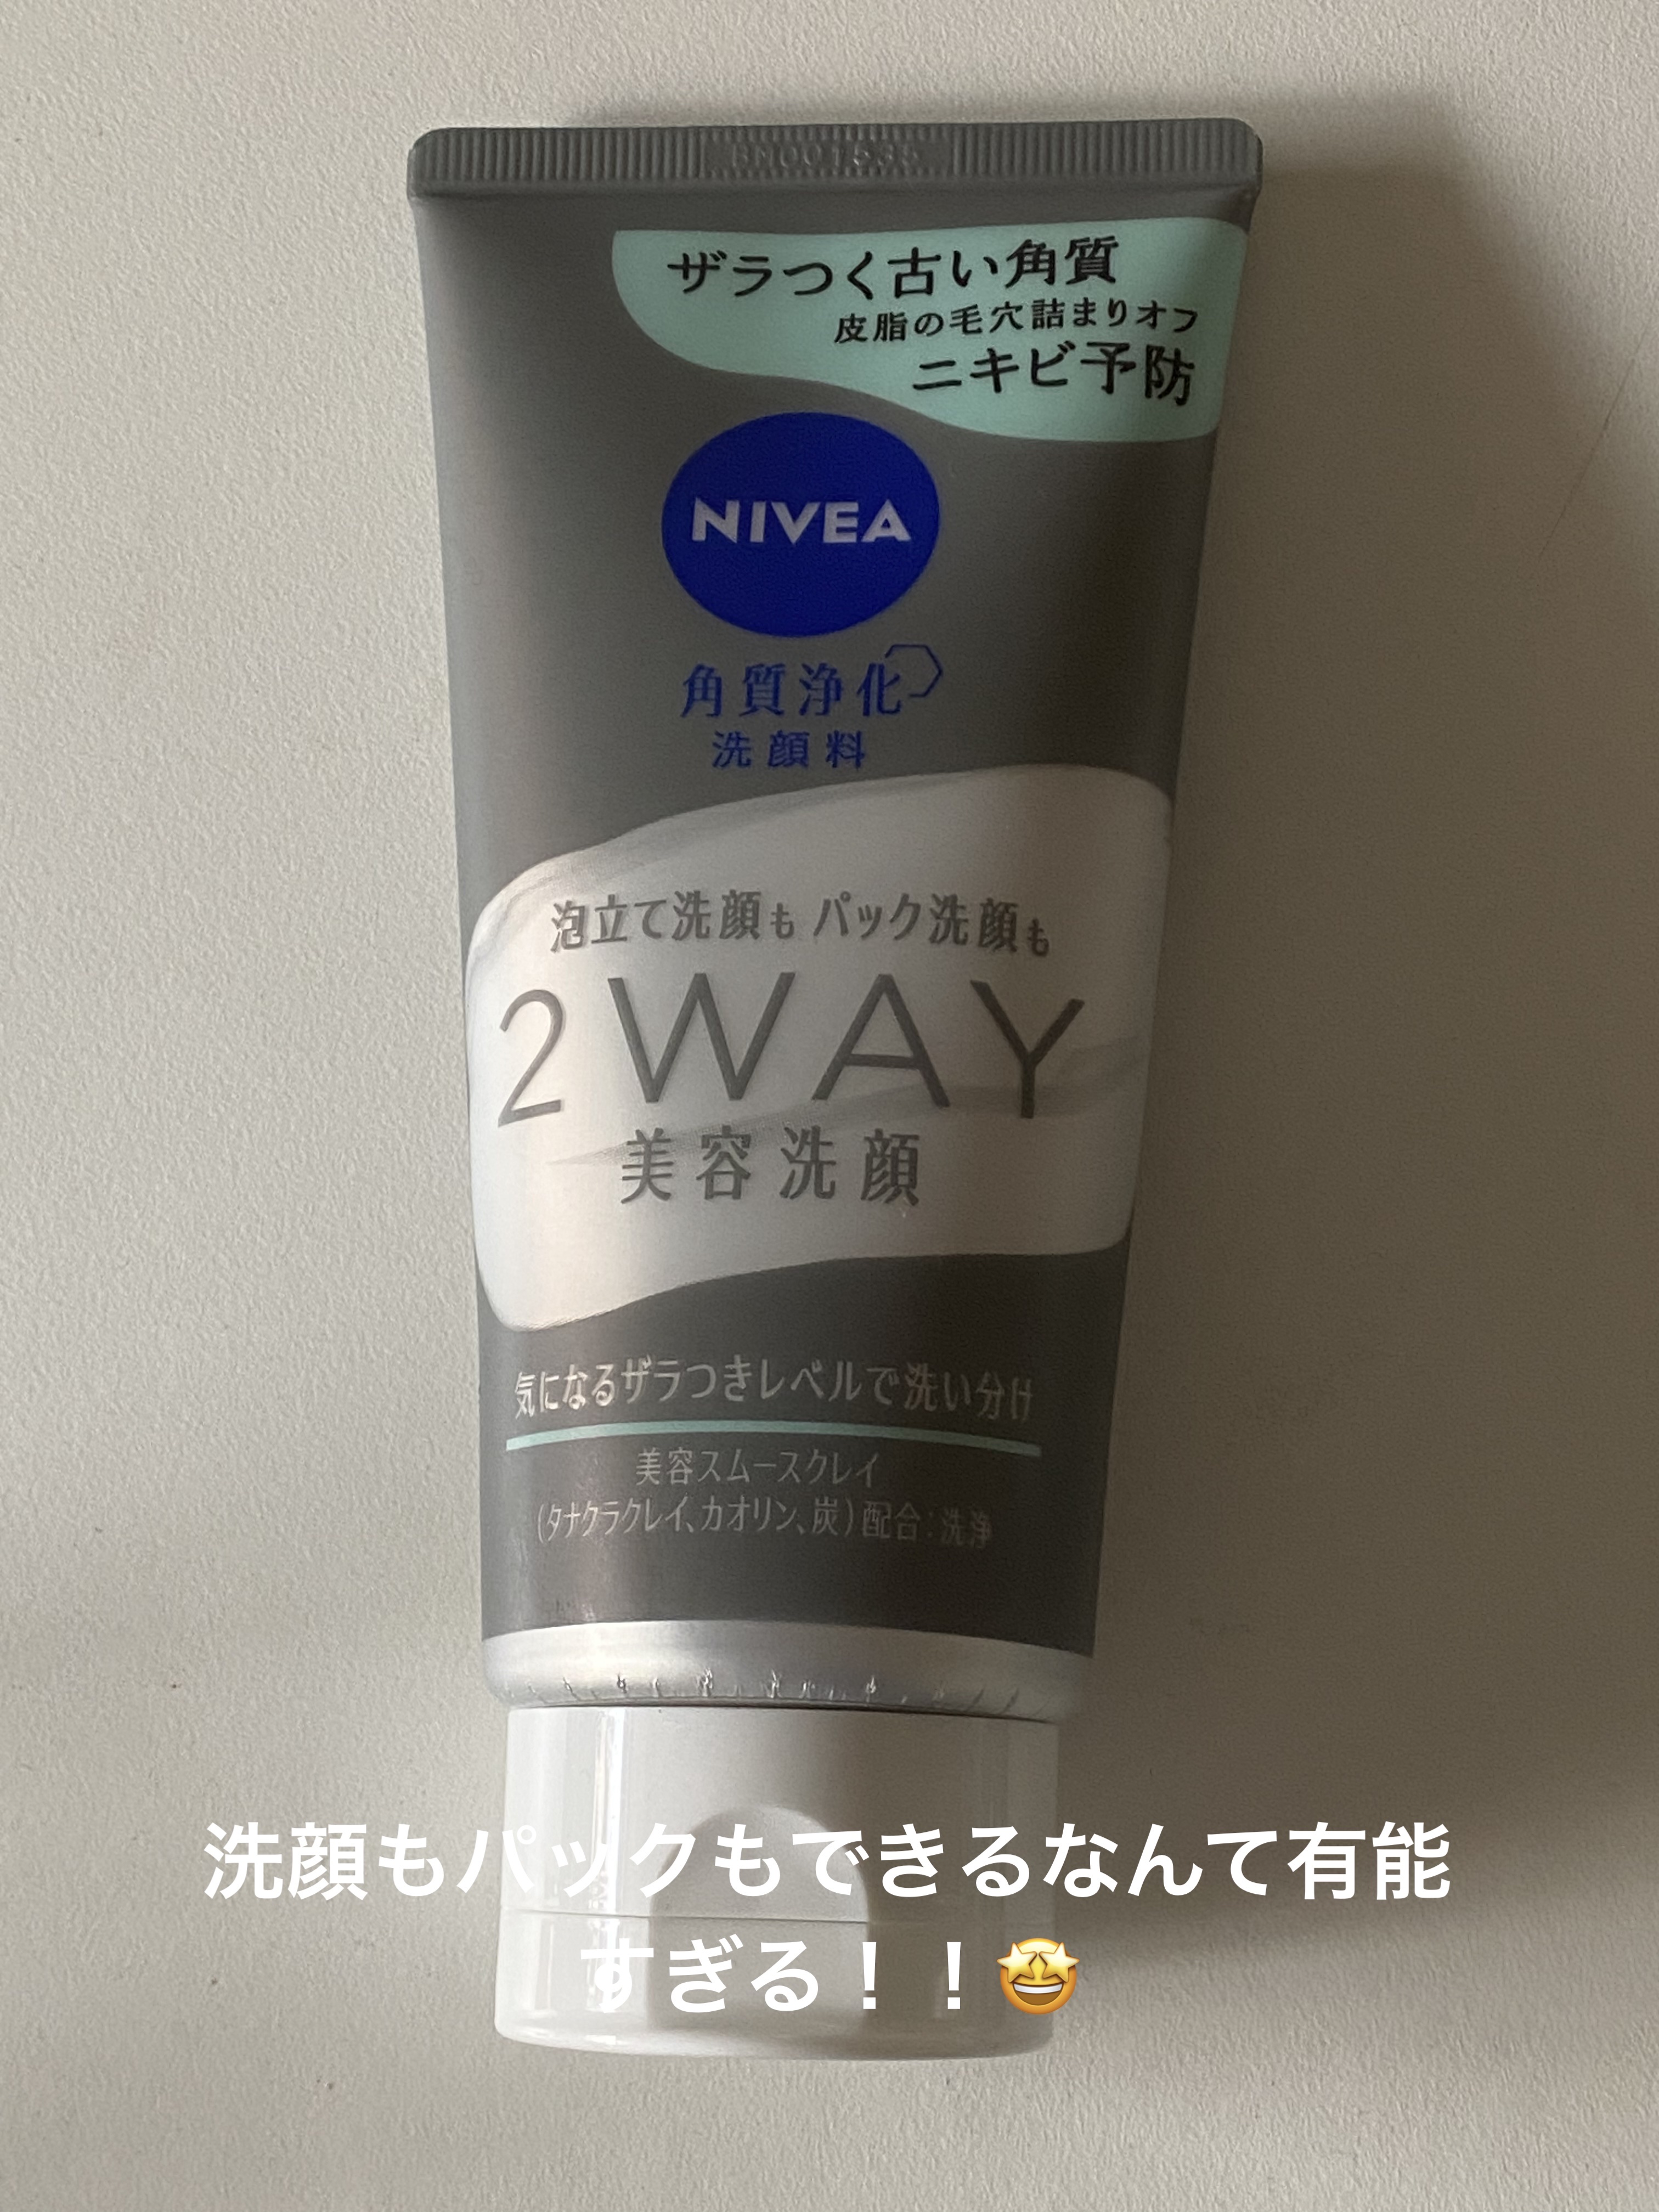 ザラつく古い角質
皮脂の毛穴詰まりオフ
ニキビ予防
NIVEA
角質浄化
洗顔料
泡立て洗顔も パック洗顔も
2WAY
美容洗顔
気になるザラつきレベルで洗い分け
美容スムースクレイ
(タナクラクレイ、カオリン、炭)配合:洗浄
洗顔もパックもできるなんて有能
すぎる！！🤩